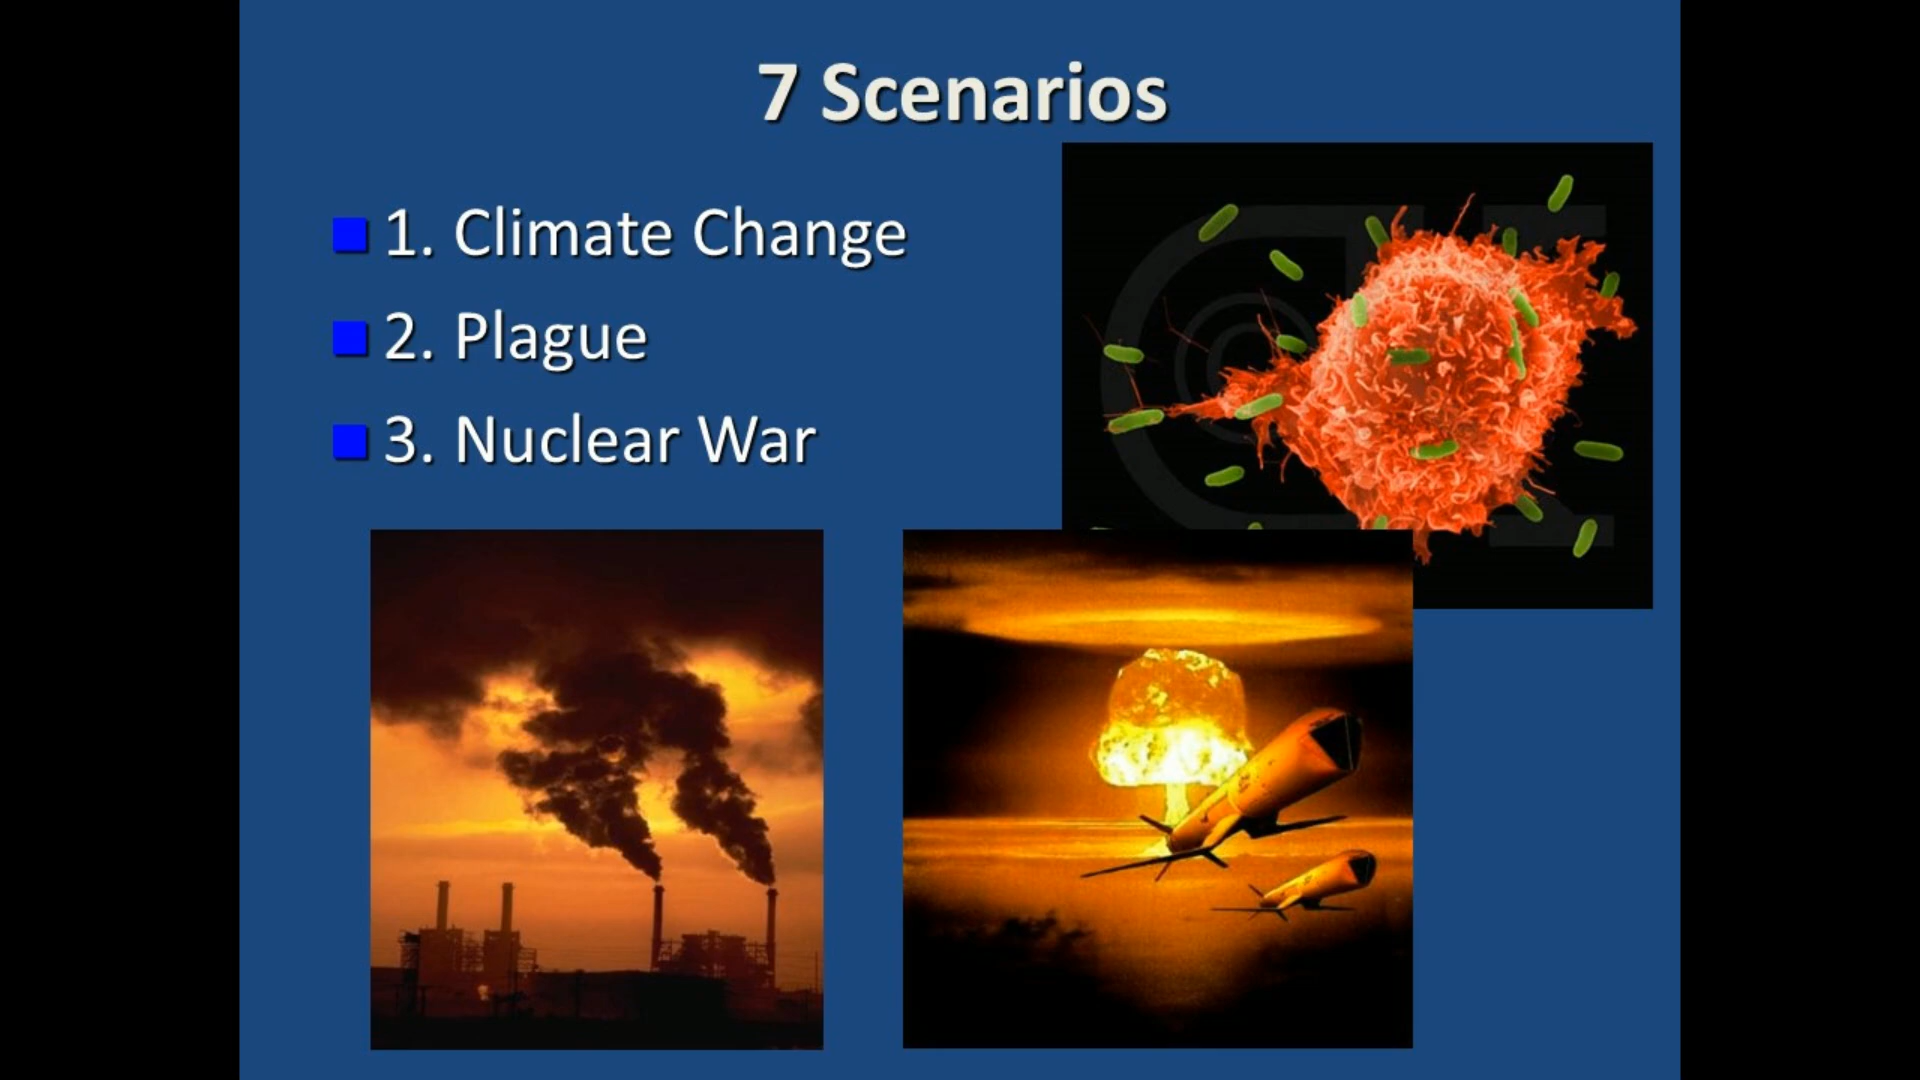 7 Scenarios
1. Climate Change
2. Plague
3. Nuclear War